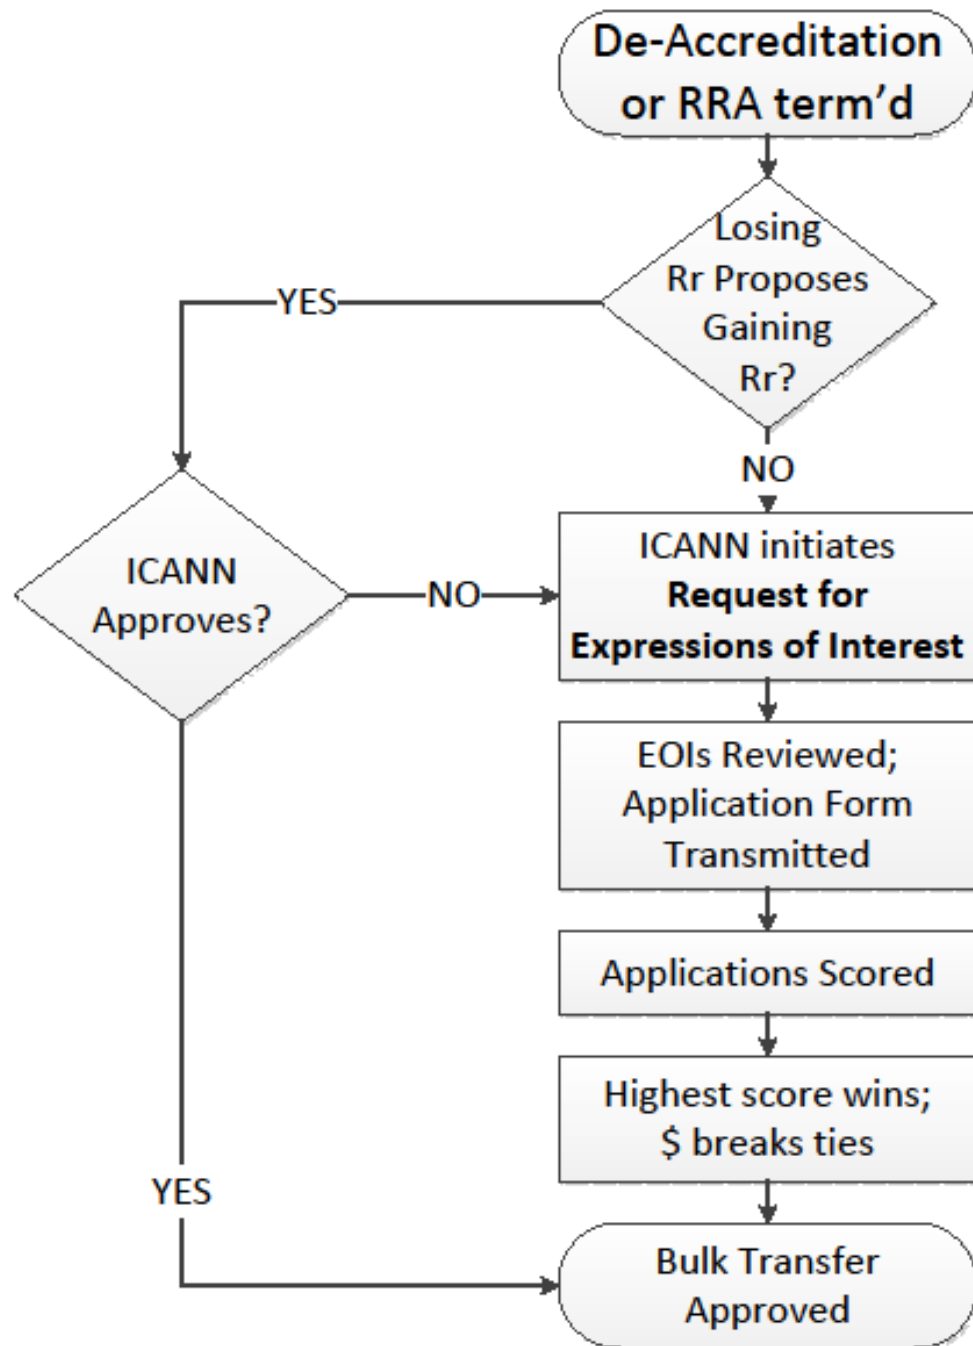 De-Accreditation
or RRA term’d
Losing
Rr Proposes
Gaining
Rr?
YES
NO
ICANN
Approves?
NO
ICANN initiates
Request for
Expressions of Interest
EOIs Reviewed;
Application Form
Transmitted
Applications Scored
Highest score wins;
$ breaks ties
YES
Bulk Transfer
Approved